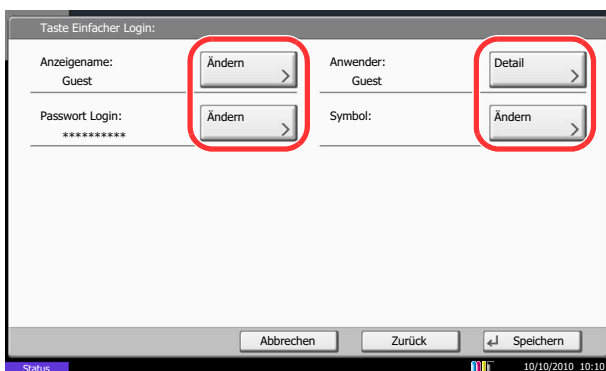 Taste Einfacher Login:
Anzeigename:
Guest
Ändern
Anwender:
Guest
Detail
Passwort Login:
**********
Ändern
Symbol:
Ändern
Abbrechen
Zurück
Speichern
Status
10/10/2010 10:10